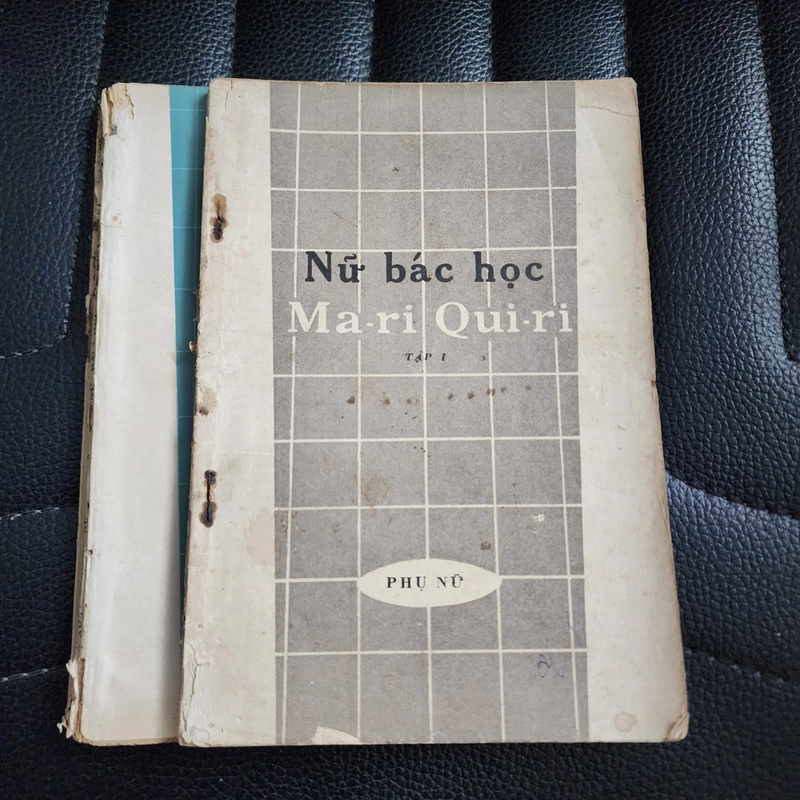 Nữ bác học
Ma-ri Qui-ri
TẬP I
PHỤ NỮ